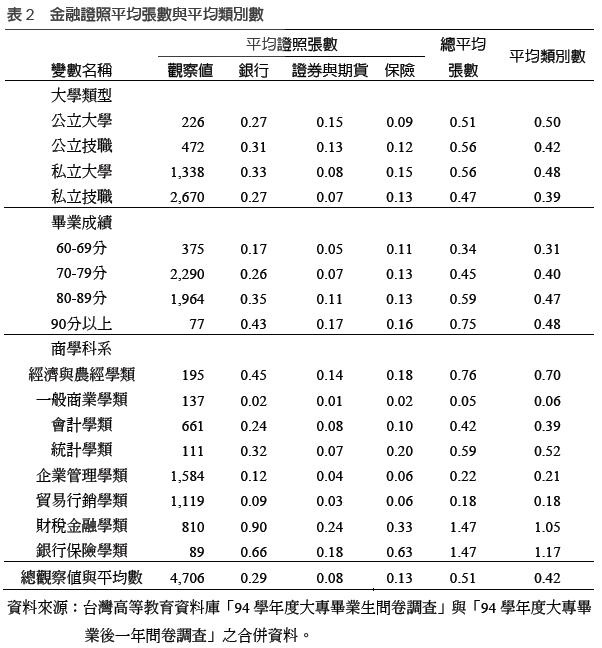 表 2　金融證照平均張數與平均類別數
平均證照張數 總平均 平均類別數
變數名稱 觀察値 銀行 證券與期貨 保險 張數
大學類型
公立大學 226 0.27 0.15 0.09 0.51 0.50
公立技職 472 0.31 0.13 0.12 0.56 0.42
私立大學 1,338 0.33 0.08 0.15 0.56 0.48
私立技職 2,670 0.27 0.07 0.13 0.47 0.39
畢業成績
60-69分 375 0.17 0.05 0.11 0.34 0.31
70-79分 2,290 0.26 0.07 0.13 0.45 0.40
80-89分 1,964 0.35 0.11 0.13 0.59 0.47
90分以上 77 0.43 0.17 0.16 0.75 0.48
商學科系
經濟與農經學類 195 0.45 0.14 0.18 0.76 0.70
一般商業學類 137 0.02 0.01 0.02 0.05 0.06
會計學類 661 0.24 0.08 0.10 0.42 0.39
統計學類 111 0.32 0.07 0.20 0.59 0.52
企業管理學類 1,584 0.12 0.04 0.06 0.22 0.21
貿易行銷學類 1,119 0.09 0.03 0.06 0.18 0.18
財稅金融學類 810 0.90 0.24 0.33 1.47 1.05
銀行保險學類 89 0.66 0.18 0.63 1.47 1.17
總觀察値與平均數 4,706 0.29 0.08 0.13 0.51 0.42
資料來源：台灣高等教育資料庫「94 學年度大專畢業生問卷調查」與「94 學年度大專畢
業後一年問卷調查」之合併資料。